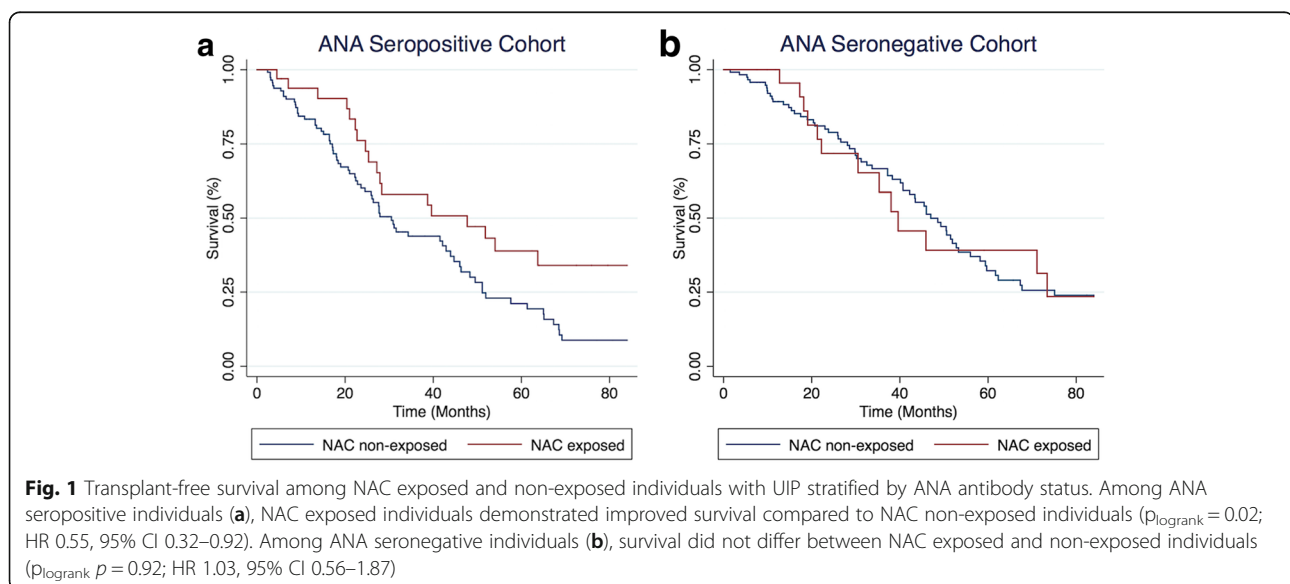 a
ANA Seropositive Cohort
Survival (%)
1.00
0.75
0.50
0.25
0.00
0 20 40 60 80
Time (Months)
NAC non-exposed NAC exposed
b
ANA Seronegative Cohort
Survival (%)
1.00
0.75
0.50
0.25
0.00
0 20 40 60 80
Time (Months)
NAC non-exposed NAC exposed
Fig. 1 Transplant-free survival among NAC exposed and non-exposed individuals with UIP stratified by ANA antibody status. Among ANA
seropositive individuals (a), NAC exposed individuals demonstrated improved survival compared to NAC non-exposed individuals (plogrank = 0.02;
HR 0.55, 95% CI 0.32–0.92). Among ANA seronegative individuals (b), survival did not differ between NAC exposed and non-exposed individuals
(plogrank p = 0.92; HR 1.03, 95% CI 0.56–1.87)